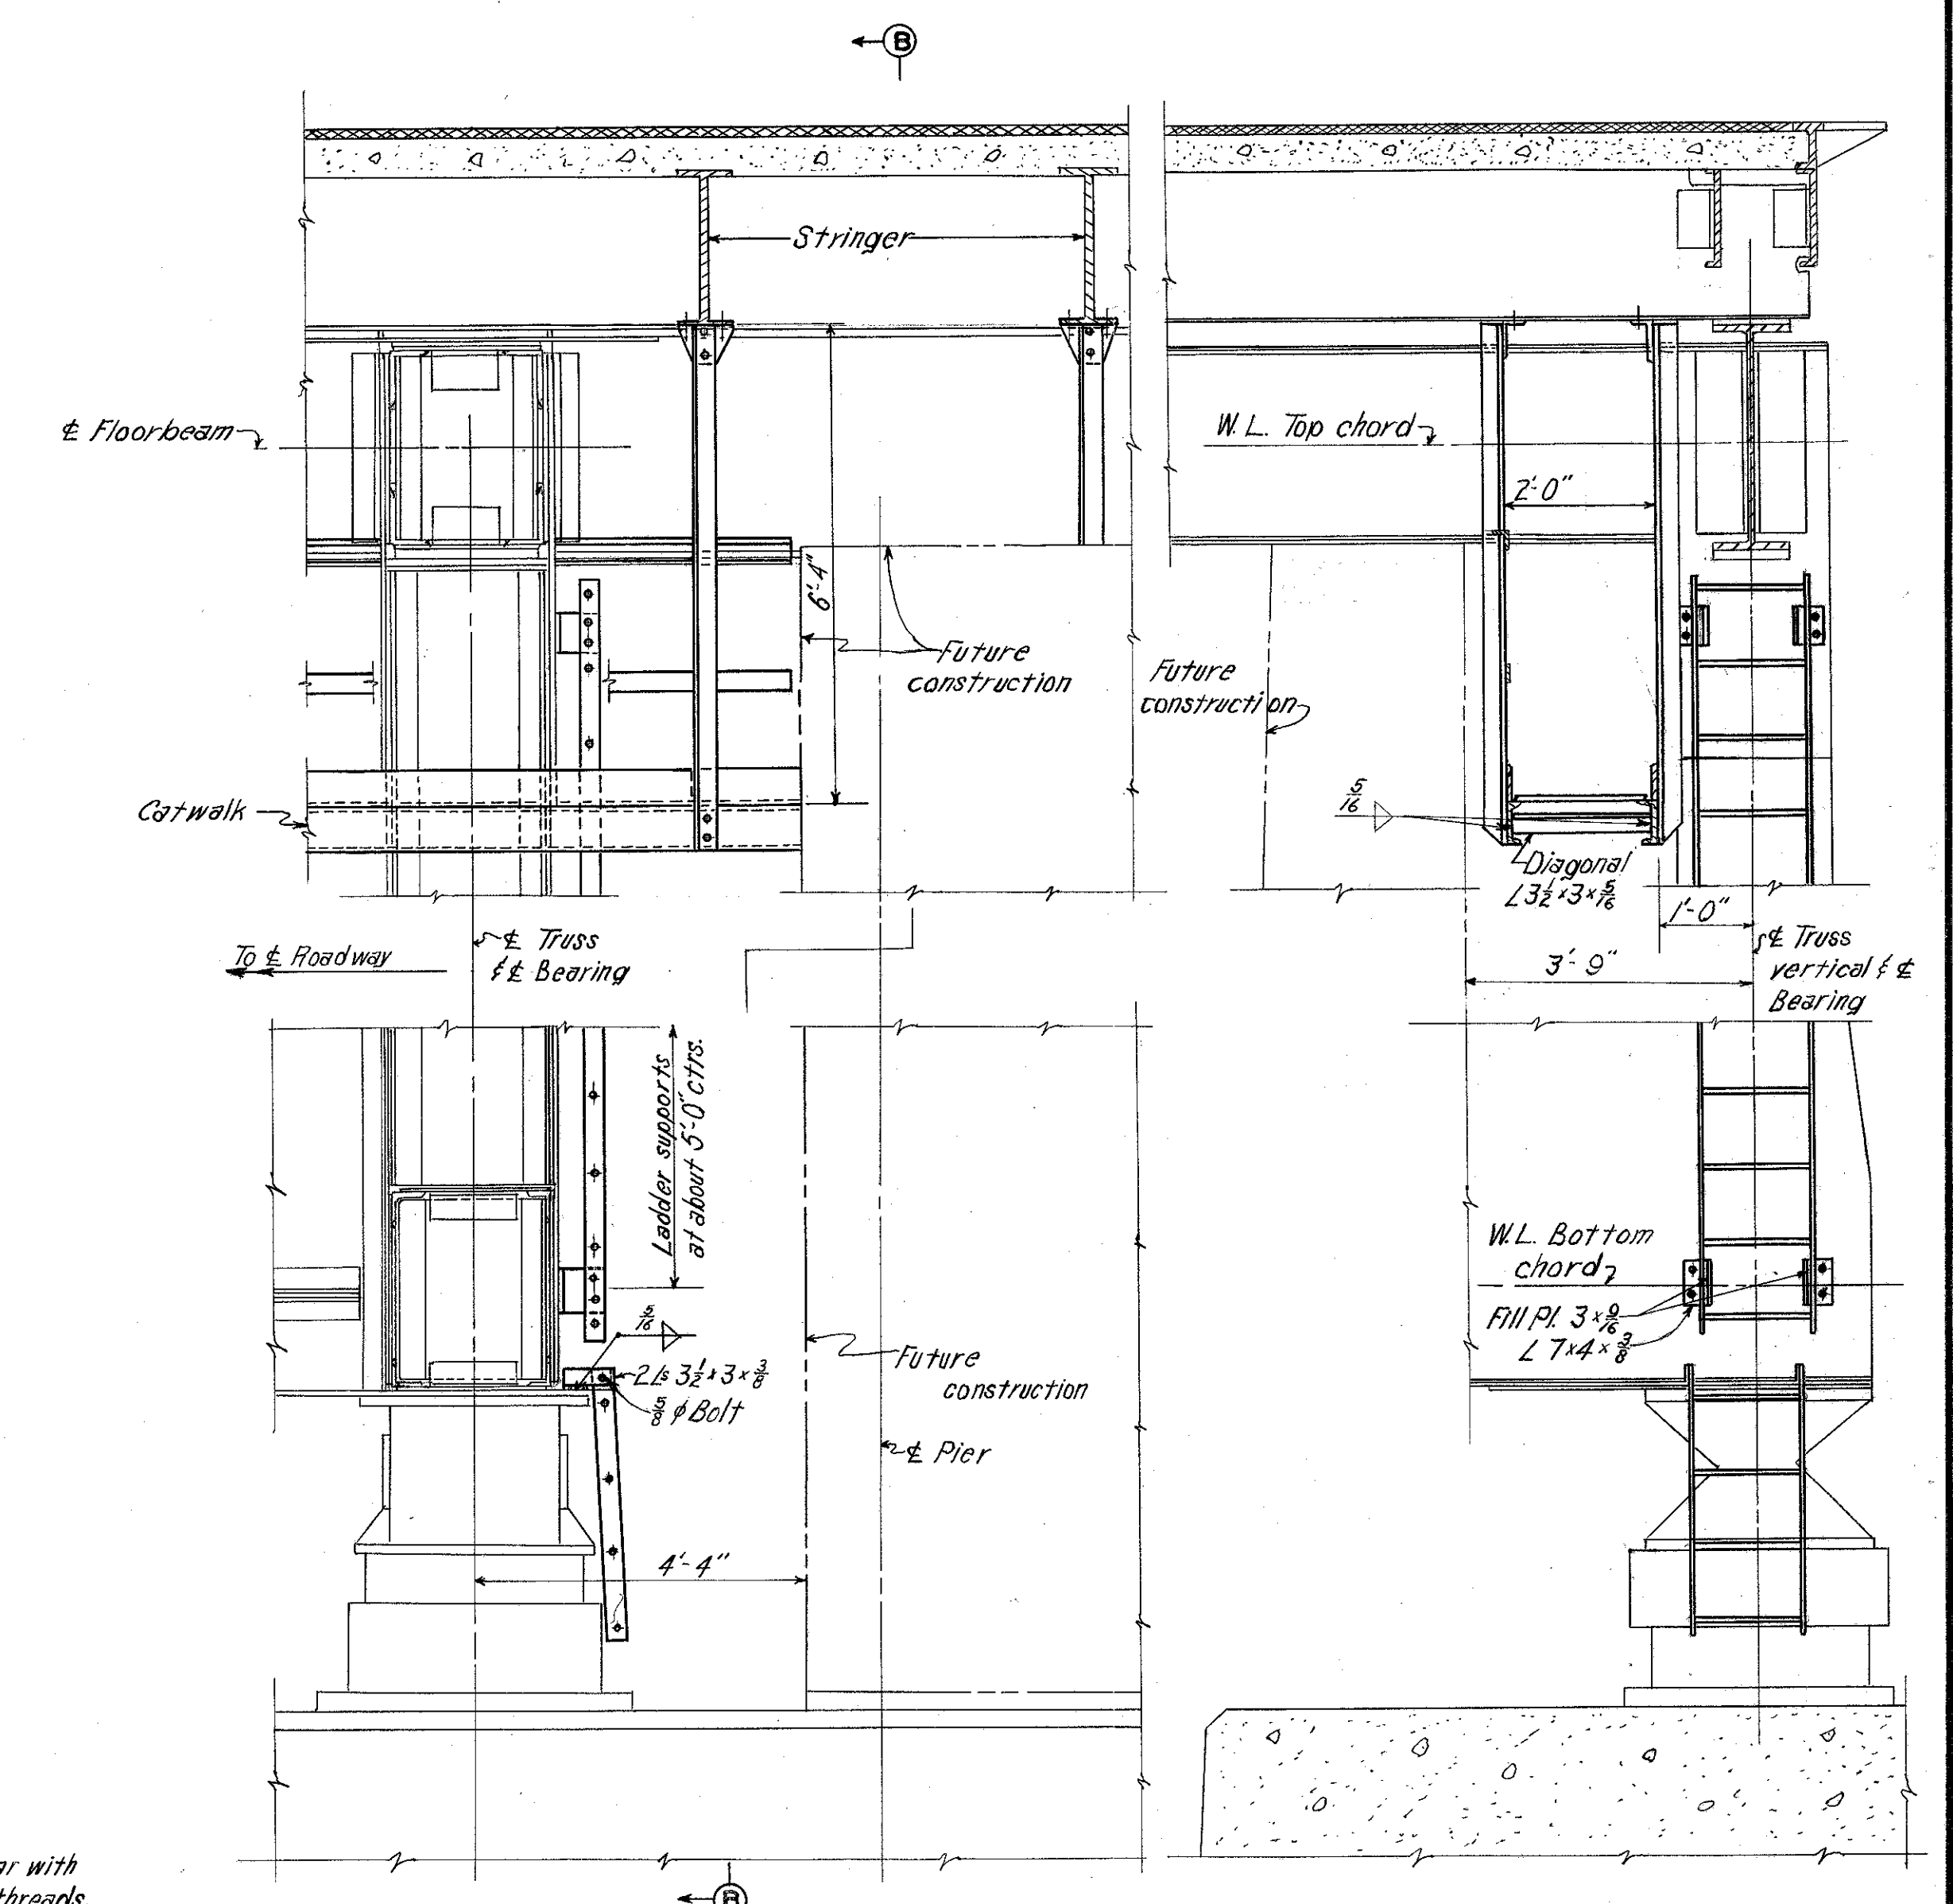 B
Stringer
℄ Floorbeam
W. L. Top chord
2'-0"
6'-4"
Future
construction
Future
construction
Catwalk
5/16
Diagonal
L3½×3×5/16
1'-0"
3'-9"
To ℄ Roadway
℄ Truss
& ℄ Bearing
℄ Truss
vertical & ℄
Bearing
Ladder supports
at about 5'-0" ctrs.
W.L. Bottom
chord
Fill Pl. 3×9/16
L 7×4×3/8
5/16
2 Ls 3½×3×3/8
5/8 ϕ Bolt
Future
construction
℄ Pier
4'-4"
with
threads
B